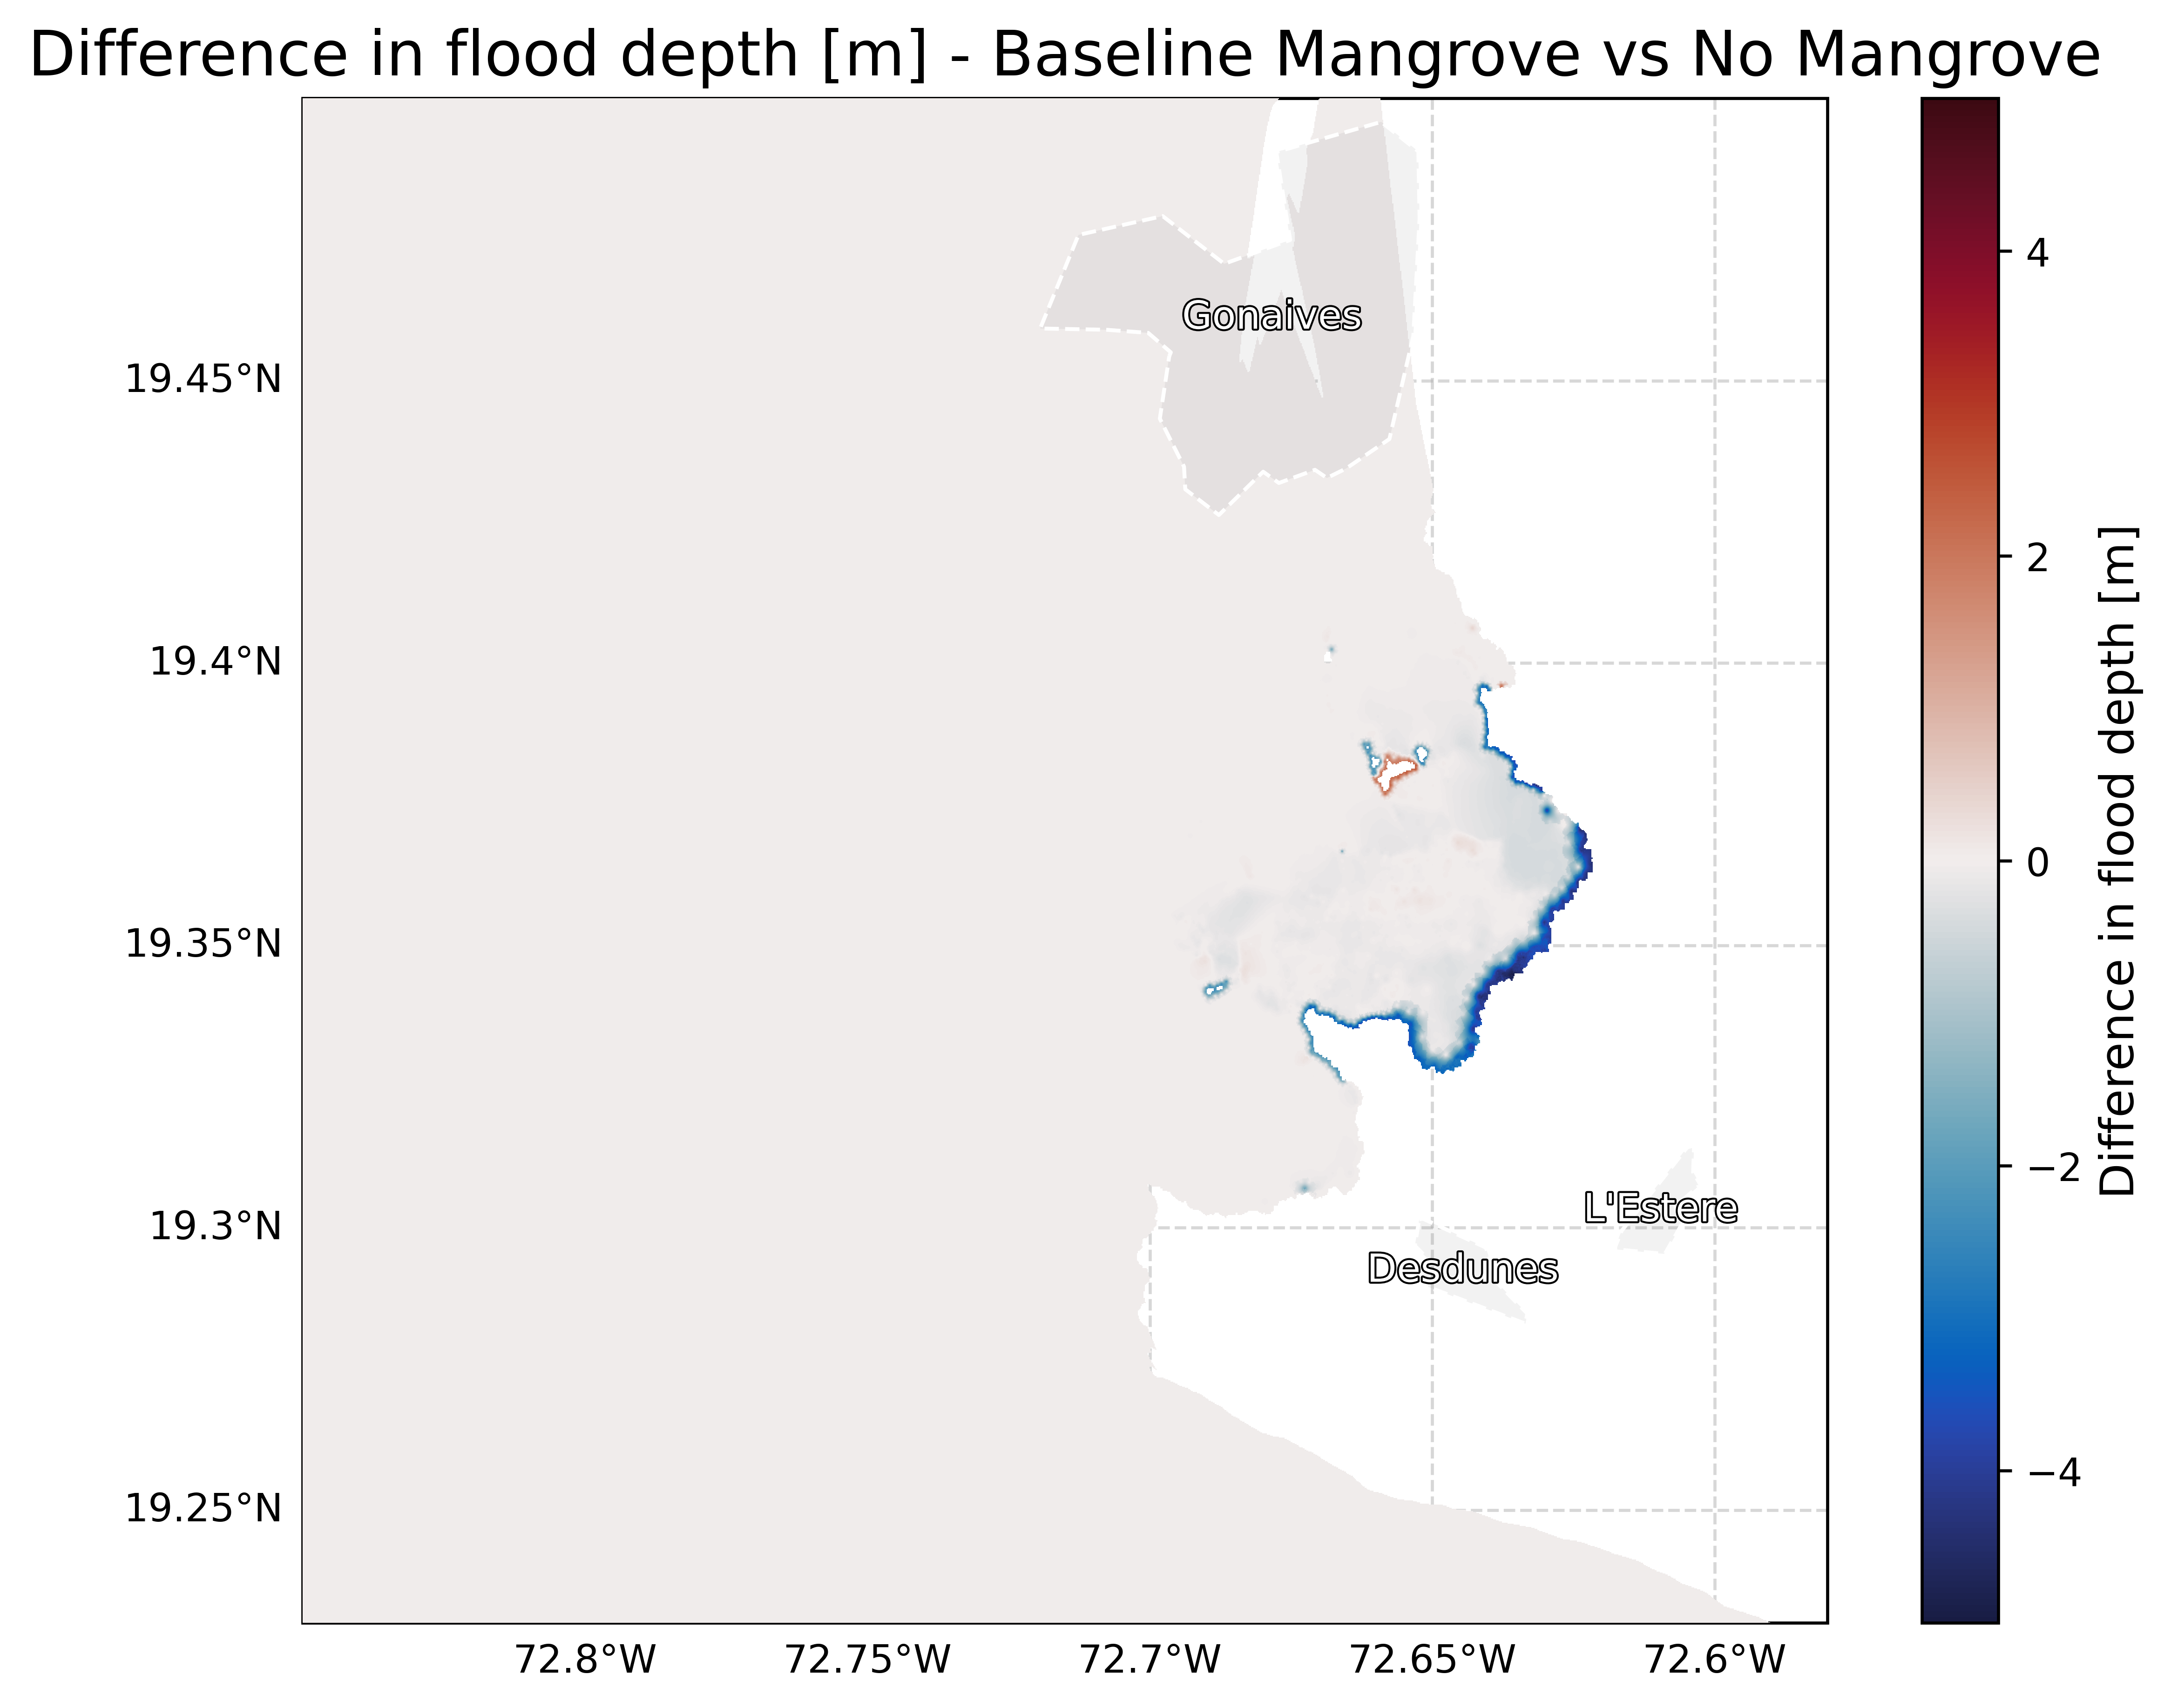 Difference in flood depth [m] - Baseline Mangrove vs No Mangrove
Gonaives
19.45°N
19.4°N
19.35°N
19.3°N
19.25°N
L'Estere
Desdunes
72.8°W
72.75°W
72.7°W
72.65°W
72.6°W
4
2
0
−2
−4
Difference in flood depth [m]